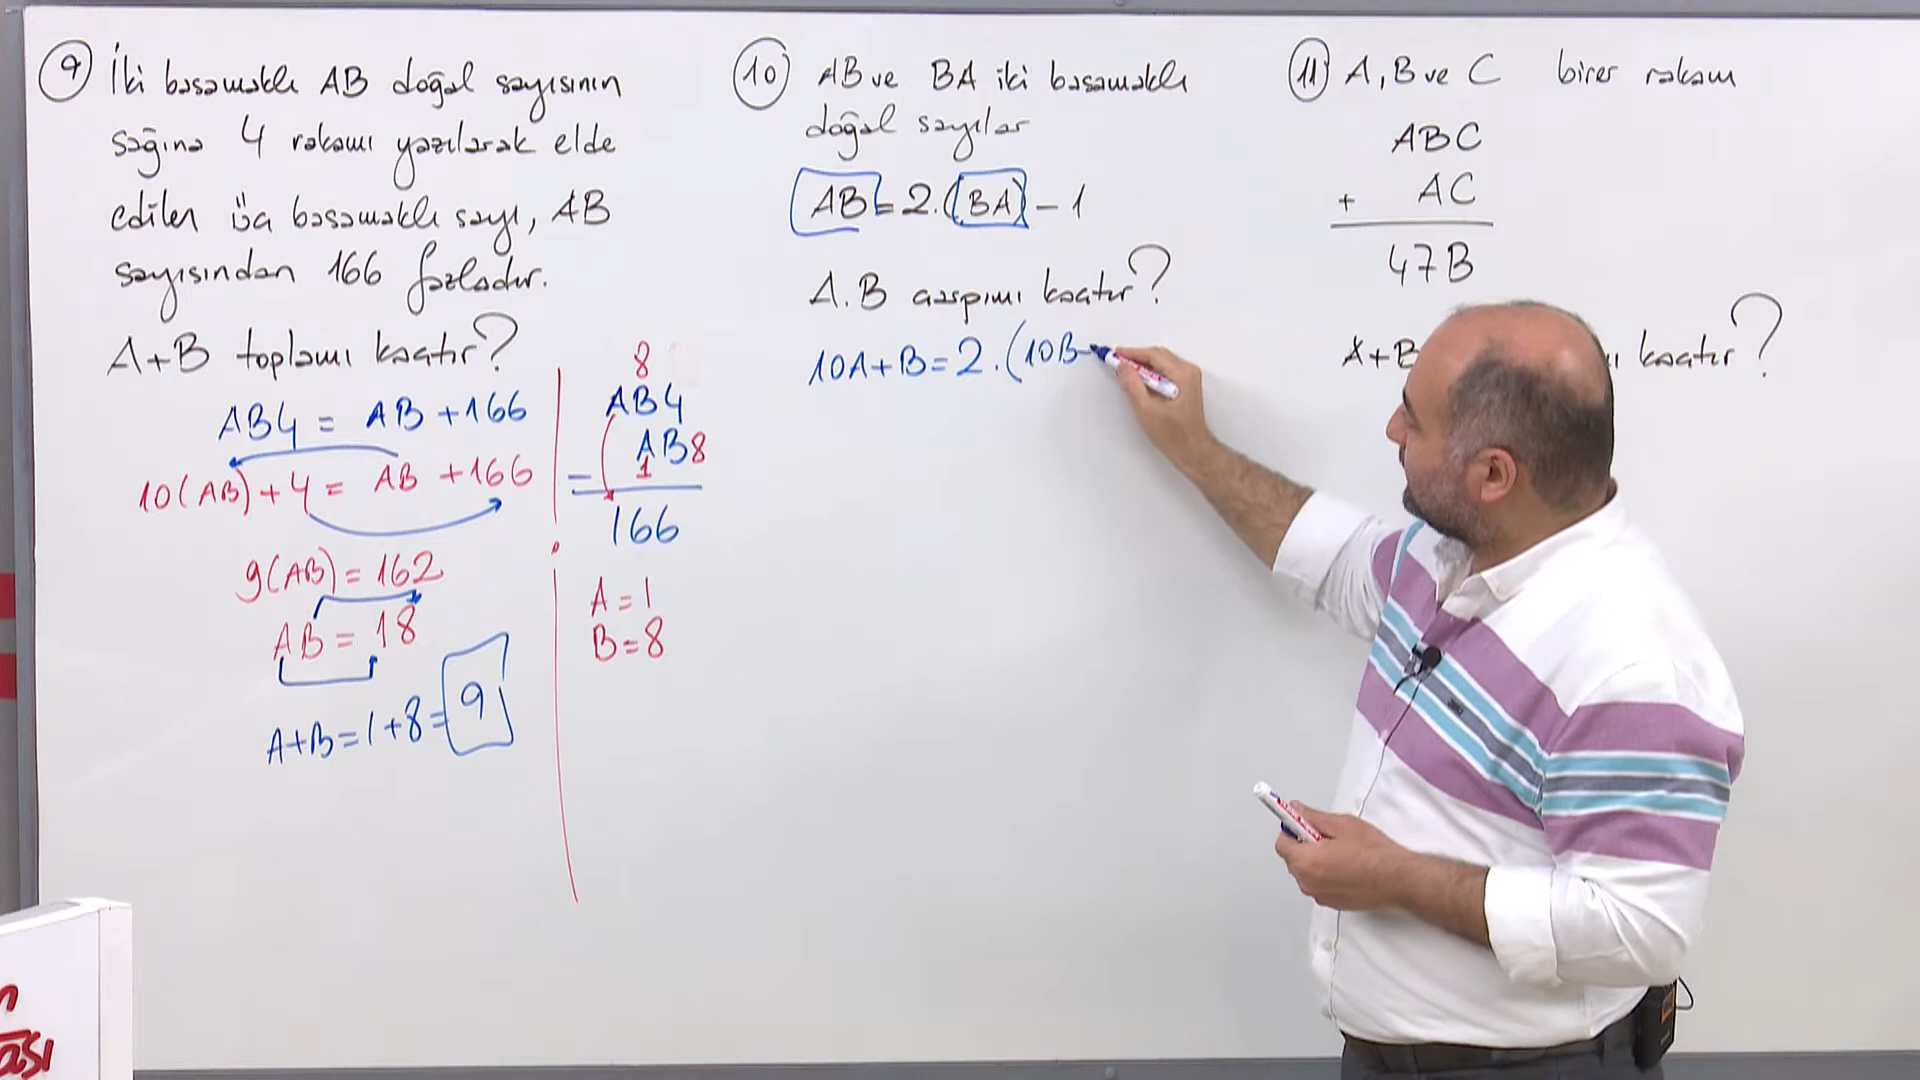 9 İki basamaklı AB doğal sayısının
sağına 4 rakamı yazılarak elde
edilen üç basamaklı sayı, AB
sayısından 166 fazladır.
A+B toplamı kaçtır?
AB4 = AB +166
10(AB)+4 = AB +166
9(AB) = 162
AB = 18
A+B=1+8=9
8
AB4
AB8
1
-
166
A=1
B=8
10 AB ve BA iki basamaklı
doğal sayılar
AB=2.(BA)-1
A.B çarpımı kaçtır?
10A+B=2.(10B
11 A, B ve C birer rakam
ABC
+ AC
47B
A+B kaçtır?